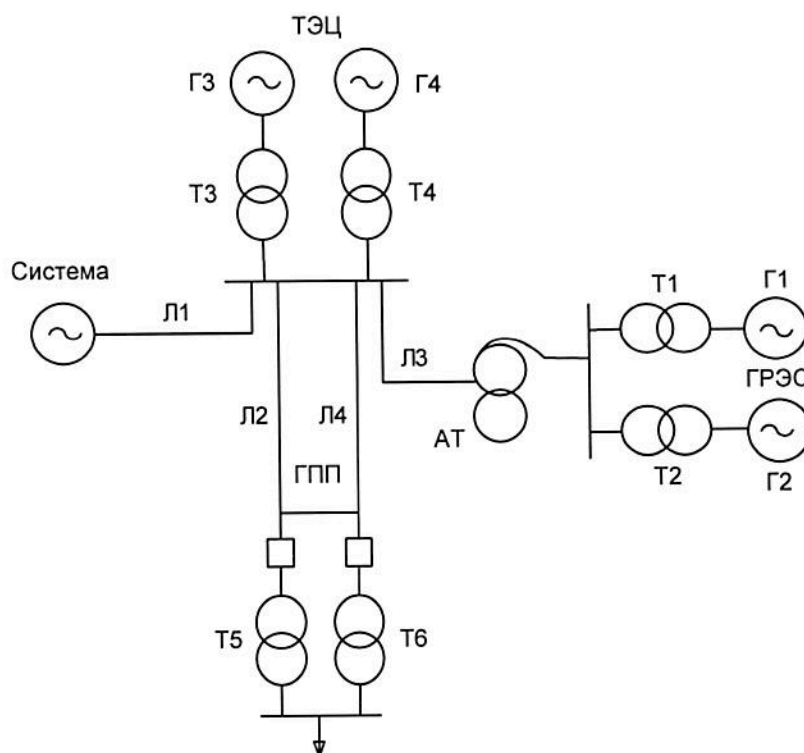 ТЭЦ
Г3
Г4
Т3
Т4
Система
Л1
Т1
Г1
Л3
ГРЭС
Л2
Л4
АТ
Т2
Г2
ГПП
Т5
Т6